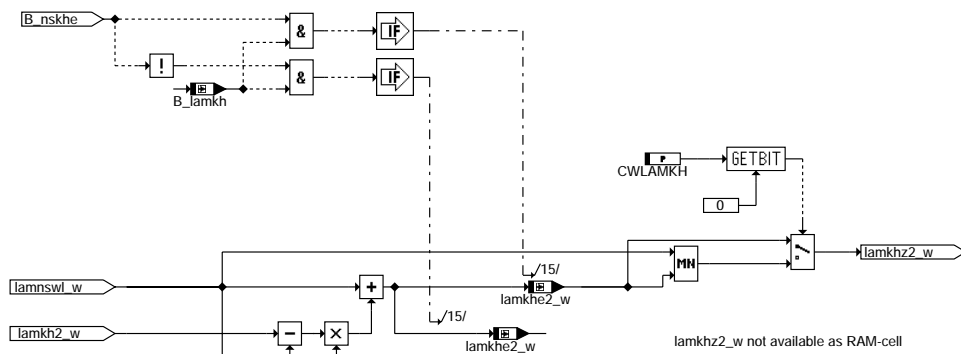 B_nskhe
&
IF
!
&
IF
B_lamkh
P
CWLAMKH
GETBIT
0
/15/
MN
lamkhz2_w
lamnswl_w
+
lamkhe2_w
lamkh2_w
−
×
/15/
lamkhe2_w
lamkhz2_w not available as RAM-cell